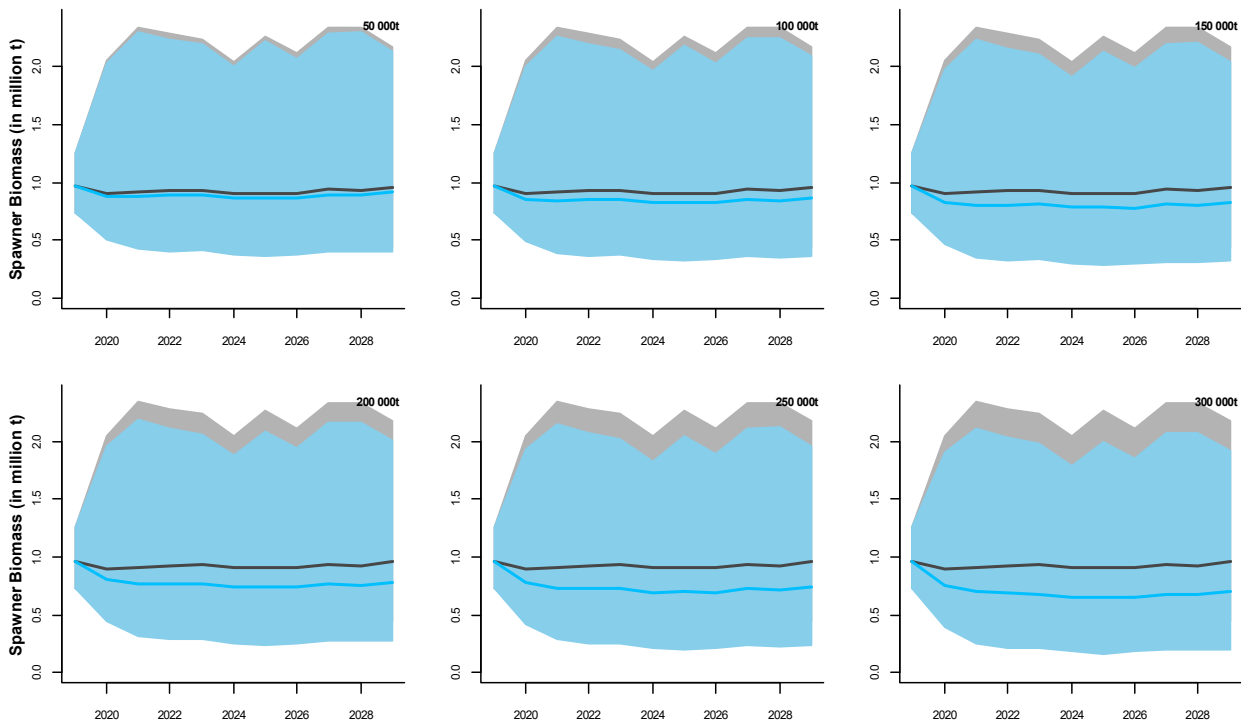 Spawner Biomass (in million t)
0.0 0.5 1.0 1.5 2.0
50 000t
2020 2022 2024 2026 2028
0.0 0.5 1.0 1.5 2.0
100 000t
2020 2022 2024 2026 2028
0.0 0.5 1.0 1.5 2.0
150 000t
2020 2022 2024 2026 2028
Spawner Biomass (in million t)
0.0 0.5 1.0 1.5 2.0
200 000t
2020 2022 2024 2026 2028
0.0 0.5 1.0 1.5 2.0
250 000t
2020 2022 2024 2026 2028
0.0 0.5 1.0 1.5 2.0
300 000t
2020 2022 2024 2026 2028